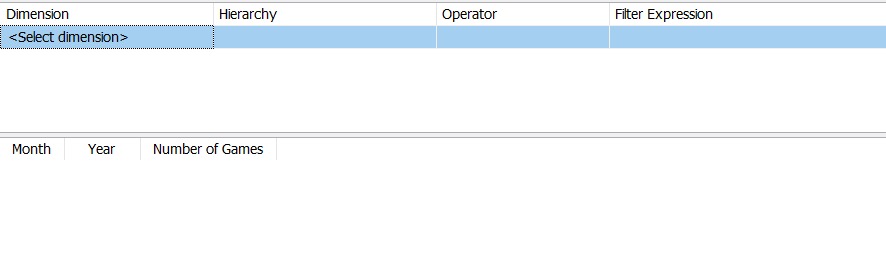 Dimension Hierarchy Operator Filter Expression
<Select dimension>
Month Year Number of Games